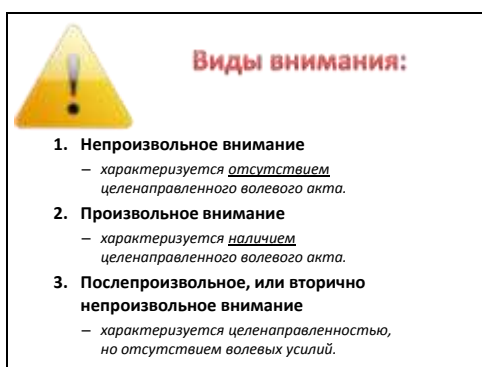 Виды внимания:
1. Непроизвольное внимание
– характеризуется отсутствием
целенаправленного волевого акта.
2. Произвольное внимание
– характеризуется наличием
целенаправленного волевого акта.
3. Послепроизвольное, или вторично
непроизвольное внимание
– характеризуется целенаправленностью,
но отсутствием волевых усилий.